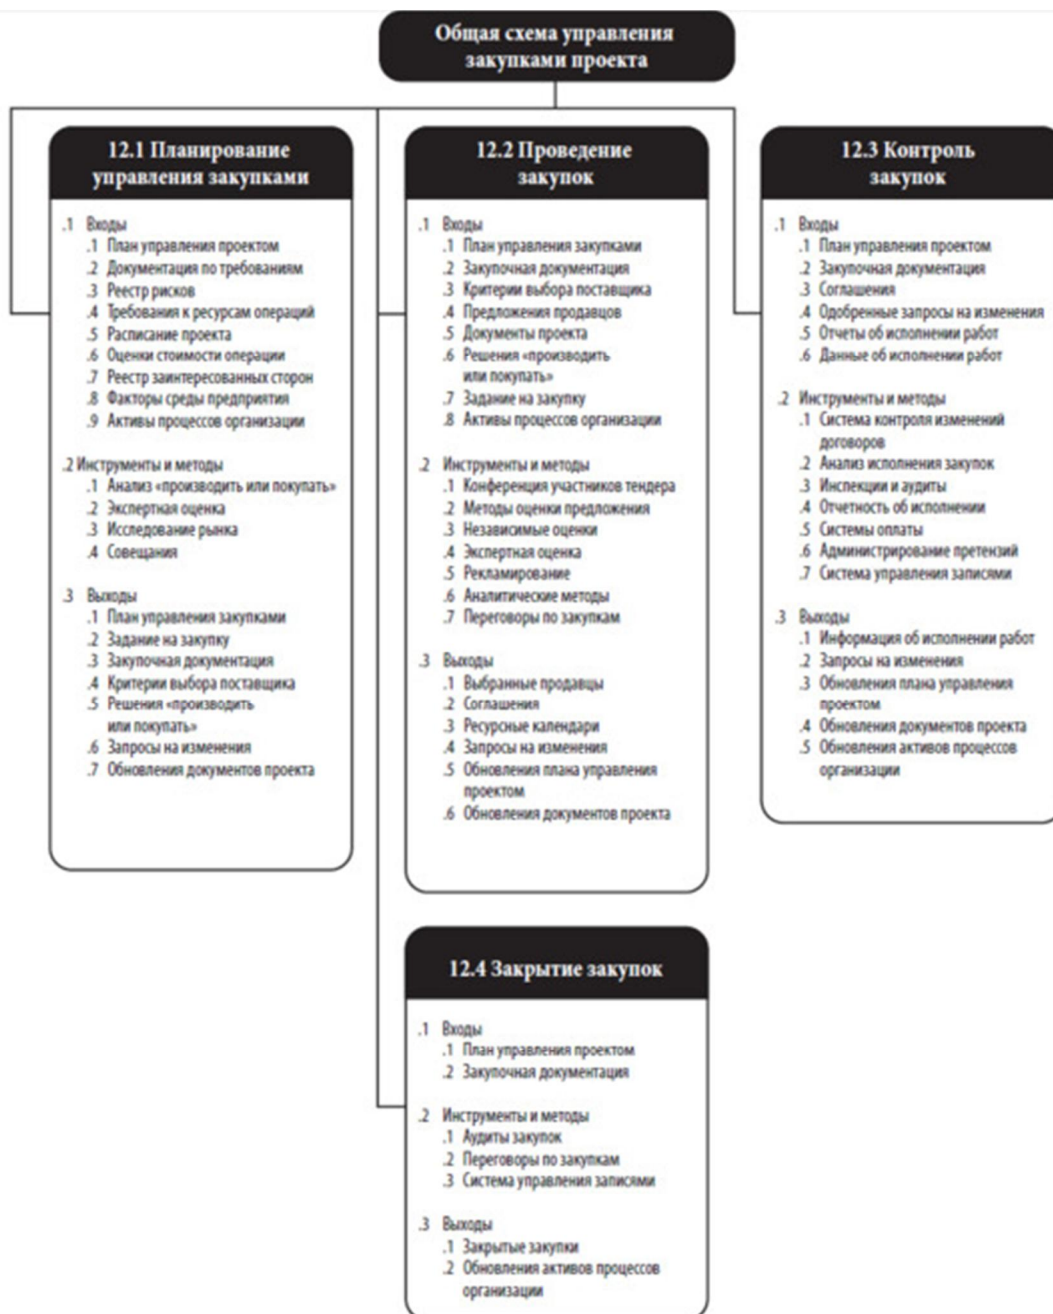 Общая схема управления
закупками проекта
12.1 Планирование
управления закупками
.1 Входы
.1 План управления проектом
.2 Документация по требованиям
.3 Реестр рисков
.4 Требования к ресурсам операций
.5 Расписание проекта
.6 Оценки стоимости операции
.7 Реестр заинтересованных сторон
.8 Факторы среды предприятия
.9 Активы процессов организации
.2 Инструменты и методы
.1 Анализ «производить или покупать»
.2 Экспертная оценка
.3 Исследование рынка
.4 Совещания
.3 Выходы
.1 План управления закупками
.2 Задание на закупку
.3 Закупочная документация
.4 Критерии выбора поставщика
.5 Решения «производить
или покупать»
.6 Запросы на изменения
.7 Обновления документов проекта
12.2 Проведение
закупок
.1 Входы
.1 План управления закупками
.2 Закупочная документация
.3 Критерии выбора поставщика
.4 Предложения продавцов
.5 Документы проекта
.6 Решения «производить
или покупать»
.7 Задание на закупку
.8 Активы процессов организации
.2 Инструменты и методы
.1 Конференция участников тендера
.2 Методы оценки предложения
.3 Независимые оценки
.4 Экспертная оценка
.5 Рекламирование
.6 Аналитические методы
.7 Переговоры по закупкам
.3 Выходы
.1 Выбранные продавцы
.2 Соглашения
.3 Ресурсные календари
.4 Запросы на изменения
.5 Обновления плана управления
проектом
.6 Обновления документов проекта
12.3 Контроль
закупок
.1 Входы
.1 План управления проектом
.2 Закупочная документация
.3 Соглашения
.4 Одобренные запросы на изменения
.5 Отчеты об исполнении работ
.6 Данные об исполнении работ
.2 Инструменты и методы
.1 Система контроля изменений
договоров
.2 Анализ исполнения закупок
.3 Инспекции и аудиты
.4 Отчетность об исполнении
.5 Системы оплаты
.6 Администрирование претензий
.7 Система управления записями
.3 Выходы
.1 Информация об исполнении работ
.2 Запросы на изменения
.3 Обновления плана управления
проектом
.4 Обновления документов проекта
.5 Обновления активов процессов
организации
12.4 Закрытие закупок
.1 Входы
.1 План управления проектом
.2 Закупочная документация
.2 Инструменты и методы
.1 Аудиты закупок
.2 Переговоры по закупкам
.3 Система управления записями
.3 Выходы
.1 Закрытые закупки
.2 Обновления активов процессов
организации